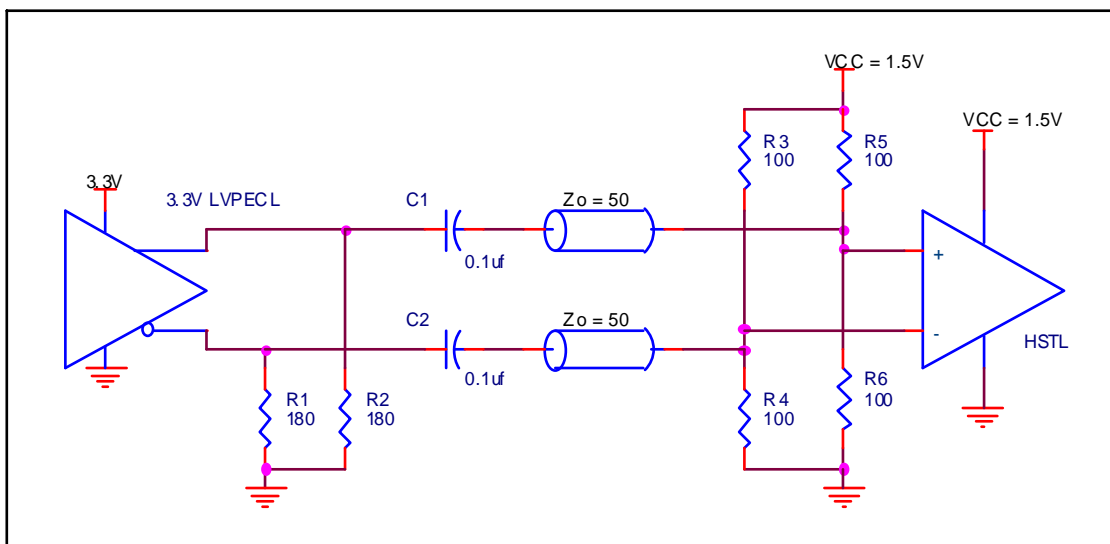 VCC = 1.5V
VCC = 1.5V
R3
100
R5
100
3.3V
3.3V LVPECL
C1
0.1uf
Zo = 50
+
-
HSTL
C2
0.1uf
Zo = 50
R1
180
R2
180
R4
100
R6
100